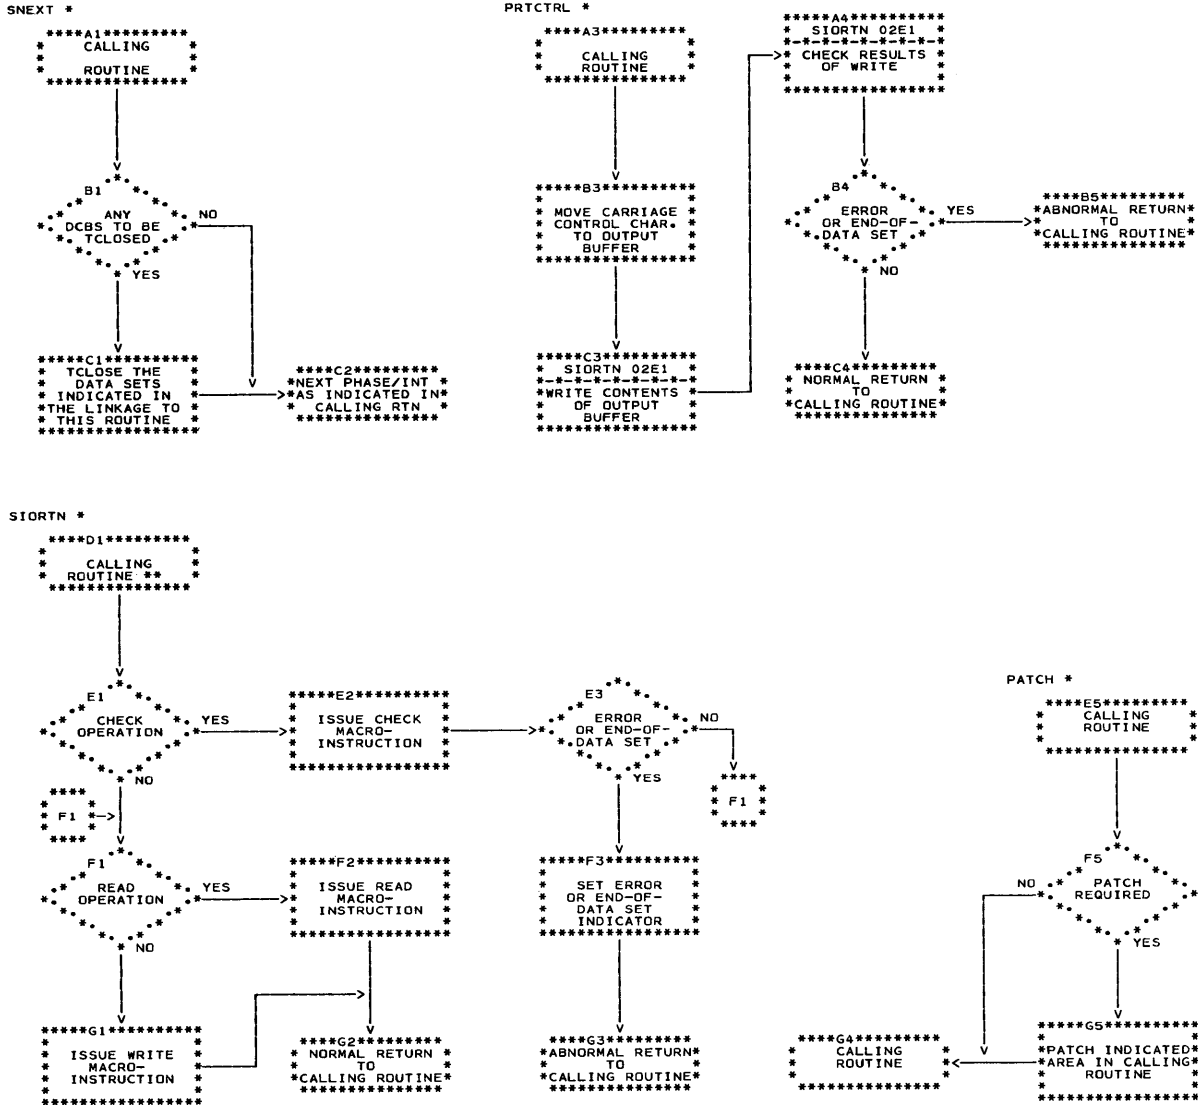 SNEXT *
A1
CALLING
ROUTINE
B1
ANY
DCBS TO BE
TCLOSED
NO
YES
C1
TCLOSE THE
DATA SETS
INDICATED IN
THE LINKAGE TO
THIS ROUTINE
C2
NEXT PHASE/INT
AS INDICATED IN
CALLING RTN
PRTCTRL *
A3
CALLING
ROUTINE
B3
MOVE CARRIAGE
CONTROL CHAR.
TO OUTPUT
BUFFER
C3
SIORTN 02E1
WRITE CONTENTS
OF OUTPUT
BUFFER
A4
SIORTN 02E1
CHECK RESULTS
OF WRITE
B4
ERROR
OR END-OF-
DATA SET
YES
NO
B5
ABNORMAL RETURN
TO
CALLING ROUTINE
C4
NORMAL RETURN
TO
CALLING ROUTINE
SIORTN *
D1
CALLING
ROUTINE **
E1
CHECK
OPERATION
YES
NO
E2
ISSUE CHECK
MACRO-
INSTRUCTION
E3
ERROR
OR END-OF-
DATA SET
NO
YES
F1
F1
F1
READ
OPERATION
YES
NO
F2
ISSUE READ
MACRO-
INSTRUCTION
F3
SET ERROR
OR END-OF-
DATA SET
INDICATOR
G1
ISSUE WRITE
MACRO-
INSTRUCTION
G2
NORMAL RETURN
TO
CALLING ROUTINE
G3
ABNORMAL RETURN
TO
CALLING ROUTINE
PATCH *
E5
CALLING
ROUTINE
F5
PATCH
REQUIRED
NO
YES
G4
CALLING
ROUTINE
G5
PATCH INDICATED
AREA IN CALLING
ROUTINE